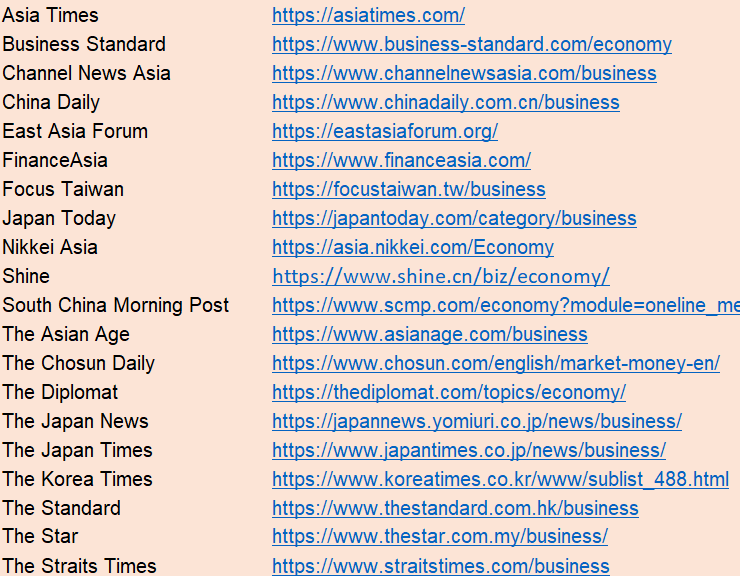 Asia Times https://asiatimes.com/
Business Standard https://www.business-standard.com/economy
Channel News Asia https://www.channelnewsasia.com/business
China Daily https://www.chinadaily.com.cn/business
East Asia Forum https://eastasiaforum.org/
FinanceAsia https://www.financeasia.com/
Focus Taiwan https://focustaiwan.tw/business
Japan Today https://japantoday.com/category/business
Nikkei Asia https://asia.nikkei.com/Economy
Shine https://www.shine.cn/biz/economy/
South China Morning Post https://www.scmp.com/economy?module=oneline_me
The Asian Age https://www.asianage.com/business
The Chosun Daily https://www.chosun.com/english/market-money-en/
The Diplomat https://thediplomat.com/topics/economy/
The Japan News https://japannews.yomiuri.co.jp/news/business/
The Japan Times https://www.japantimes.co.jp/news/business/
The Korea Times https://www.koreatimes.co.kr/www/sublist_488.html
The Standard https://www.thestandard.com.hk/business
The Star https://www.thestar.com.my/business/
The Straits Times https://www.straitstimes.com/business